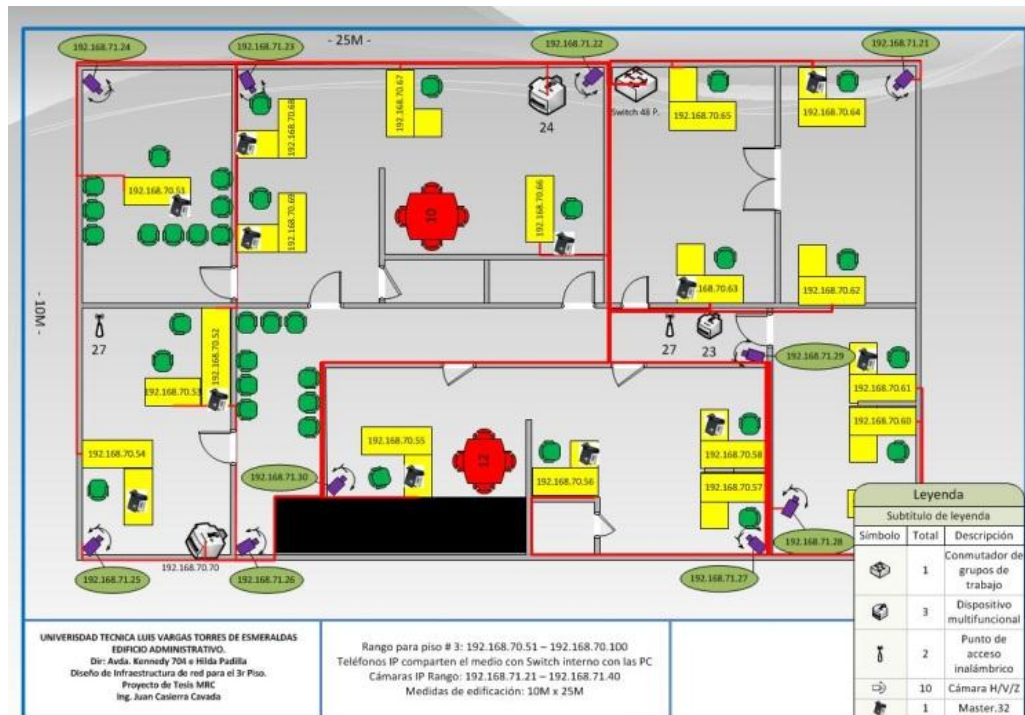 - 25M -
192.168.71.24
192.168.71.23
192.168.71.22
192.168.71.21
192.168.70.67
192.168.70.68
24
Switch 48 P.
192.168.70.65
192.168.70.64
192.168.70.51
192.168.70.69
10
192.168.70.66
.68.70.63
192.168.70.62
- 10M -
27
192.168.70.52
192.168.70.53
27
23
192.168.71.29
192.168.70.61
192.168.70.60
192.168.70.54
192.168.71.30
192.168.70.55
12
192.168.70.56
192.168.70.58
192.168.70.57
192.168.71.28
192.168.71.25
192.168.70.70
192.168.71.26
192.168.71.27
Leyenda
Subtítulo de leyenda
Símbolo Total Descripción
1 Conmutador de
grupos de
trabajo
3 Dispositivo
multifuncional
2 Punto de
acceso
inalámbrico
10 Cámara H/V/Z
1 Master.32
UNIVERISDAD TECNICA LUIS VARGAS TORRES DE ESMERALDAS
EDIFICIO ADMINISTRATIVO.
Dir: Avda. Kennedy 704 e Hilda Padilla
Diseño de Infraestructura de red para el 3r Piso.
Proyecto de Tesis MRC
Ing. Juan Casierra Cavada
Rango para piso # 3: 192.168.70.51 – 192.168.70.100
Teléfonos IP comparten el medio con Switch interno con las PC
Cámaras IP Rango: 192.168.71.21 – 192.168.71.40
Medidas de edificación: 10M x 25M